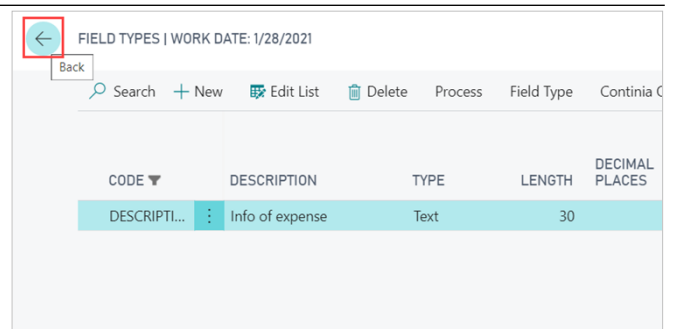 FIELD TYPES | WORK DATE: 1/28/2021
Back
Search + New Edit List Delete Process Field Type Continia
CODE DESCRIPTION TYPE LENGTH DECIMAL PLACES
DESCRIPTI... Info of expense Text 30